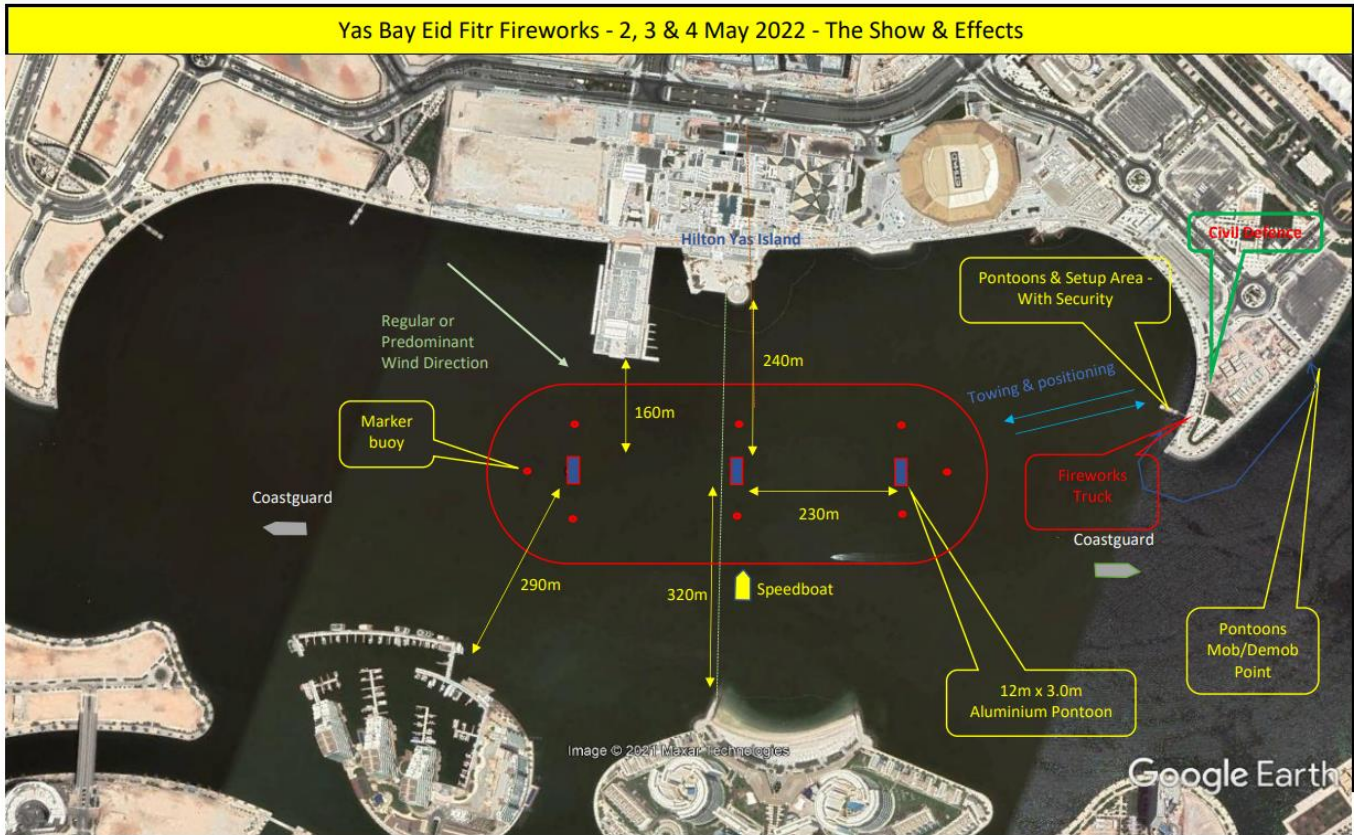 Yas Bay Eid Fitr Fireworks - 2, 3 & 4 May 2022 - The Show & Effects
Hilton Yas Island
Civil Defence
Pontoons & Setup Area -
With Security
Regular or
Predominant
Wind Direction
240m
Towing & positioning
160m
Marker
buoy
Fireworks
Truck
Coastguard
230m
Coastguard
290m
320m
Speedboat
Pontoons
Mob/Demob
Point
12m x 3.0m
Aluminium Pontoon
Image © 2021 Maxar Technologies
Google Earth